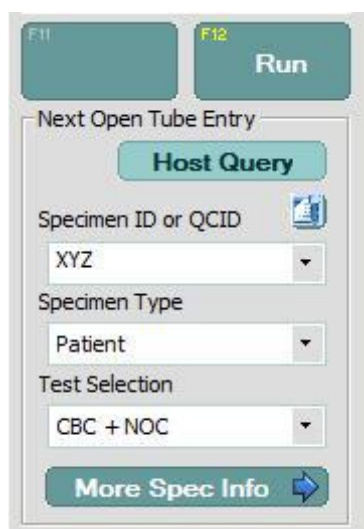 F11
F12
Run
Next Open Tube Entry
Host Query
Specimen ID or QCID
XYZ
Specimen Type
Patient
Test Selection
CBC + NOC
More Spec Info